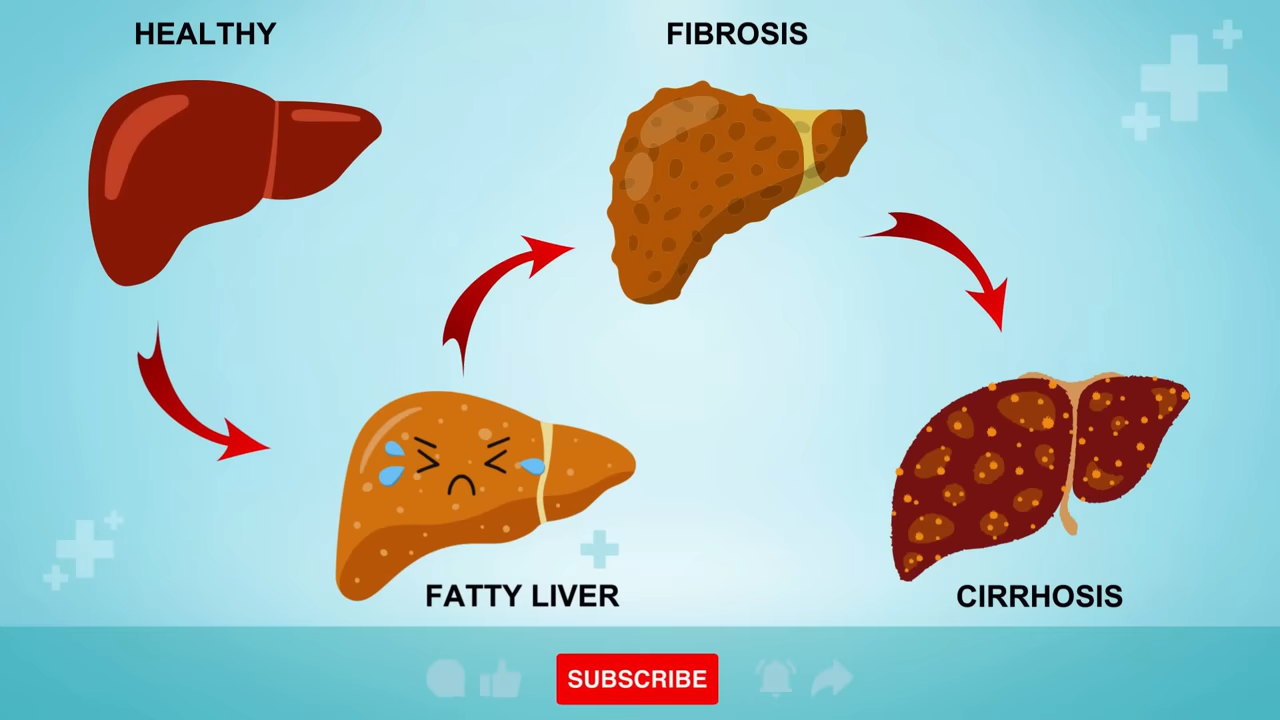 HEALTHY
FIBROSIS
FATTY LIVER
CIRRHOSIS
SUBSCRIBE